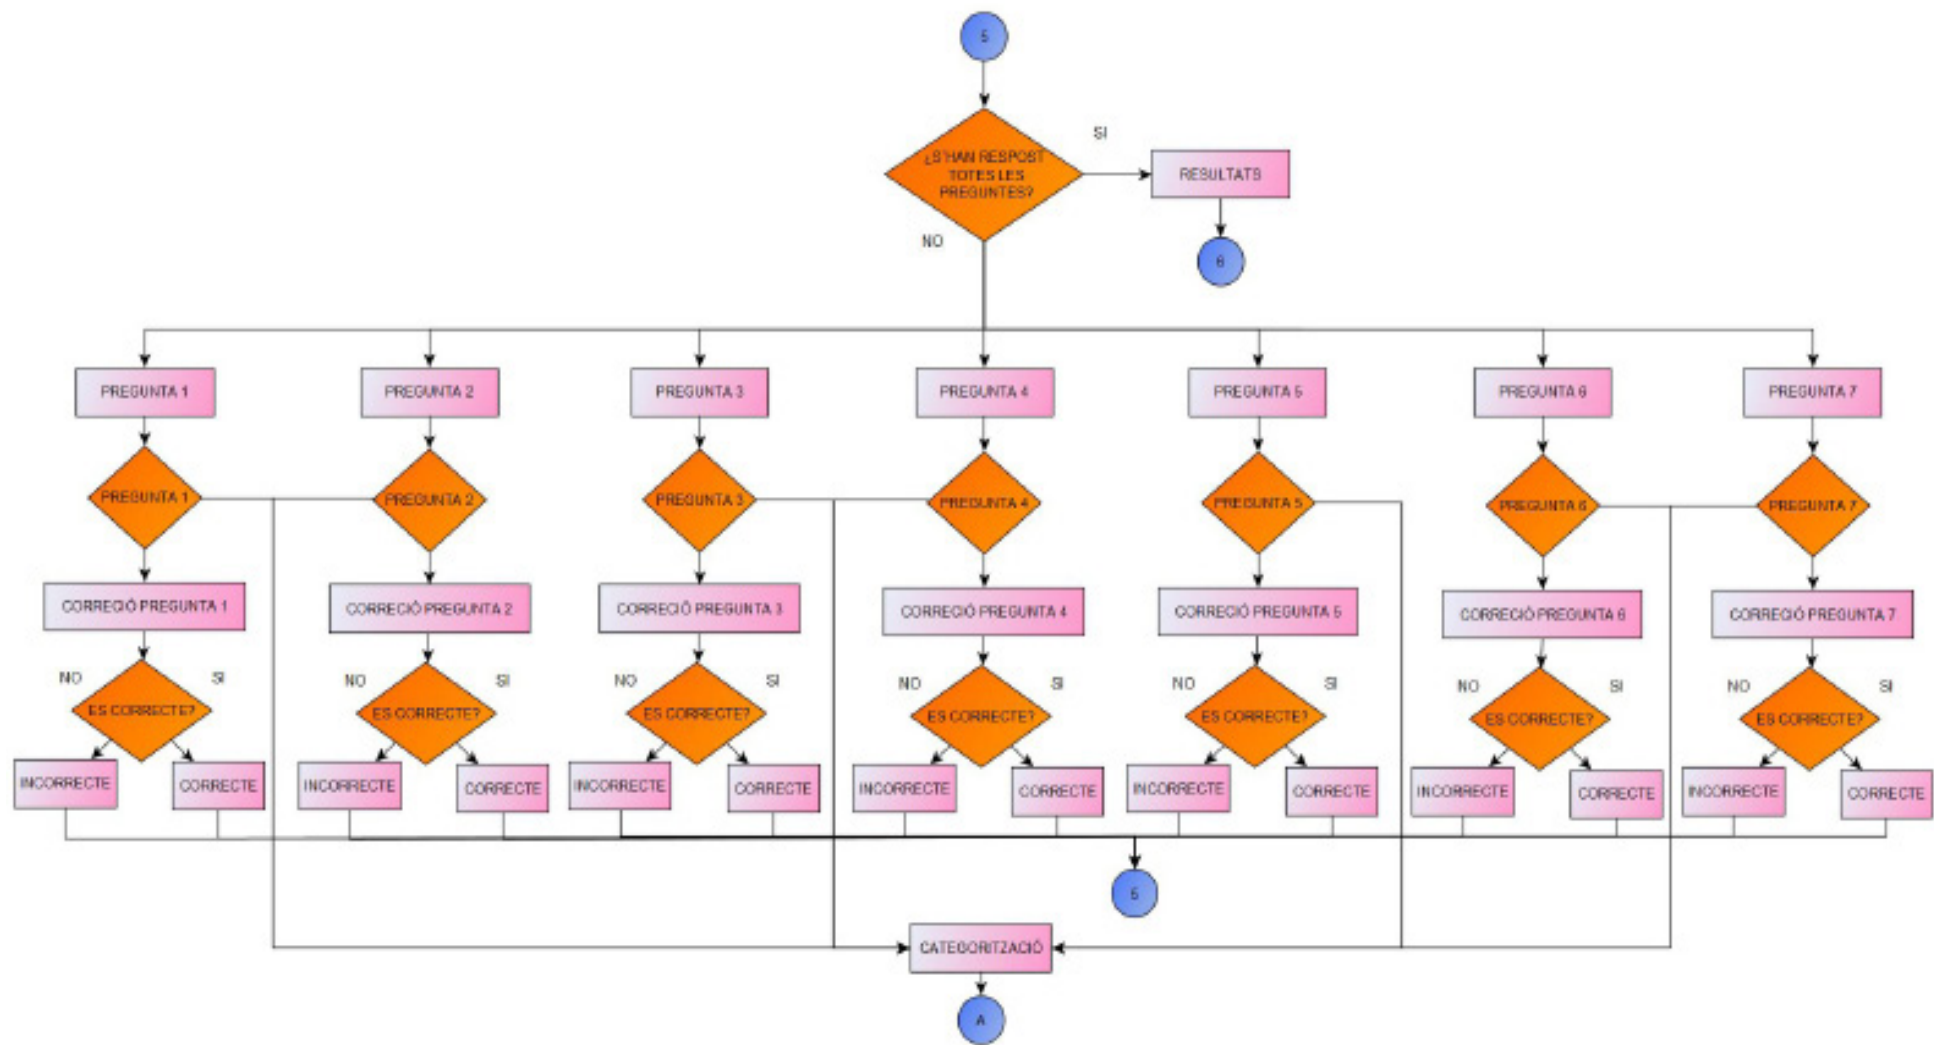 5
¿S'HAN RESPOST
TOTES LES
PREGUNTES?
SI
RESULTATS
NO
6
PREGUNTA 1
PREGUNTA 2
PREGUNTA 3
PREGUNTA 4
PREGUNTA 5
PREGUNTA 6
PREGUNTA 7
PREGUNTA 1
PREGUNTA 2
PREGUNTA 3
PREGUNTA 4
PREGUNTA 5
PREGUNTA 6
PREGUNTA 7
CORRECIÓ PREGUNTA 1
CORRECIÓ PREGUNTA 2
CORRECIÓ PREGUNTA 3
CORRECIÓ PREGUNTA 4
CORRECIÓ PREGUNTA 5
CORRECIÓ PREGUNTA 6
CORRECIÓ PREGUNTA 7
NO
SI
NO
SI
NO
SI
NO
SI
NO
SI
NO
SI
NO
SI
ES CORRECTE?
ES CORRECTE?
ES CORRECTE?
ES CORRECTE?
ES CORRECTE?
ES CORRECTE?
ES CORRECTE?
INCORRECTE
CORRECTE
INCORRECTE
CORRECTE
INCORRECTE
CORRECTE
INCORRECTE
CORRECTE
INCORRECTE
CORRECTE
INCORRECTE
CORRECTE
INCORRECTE
CORRECTE
5
CATEGORITZACIÓ
A